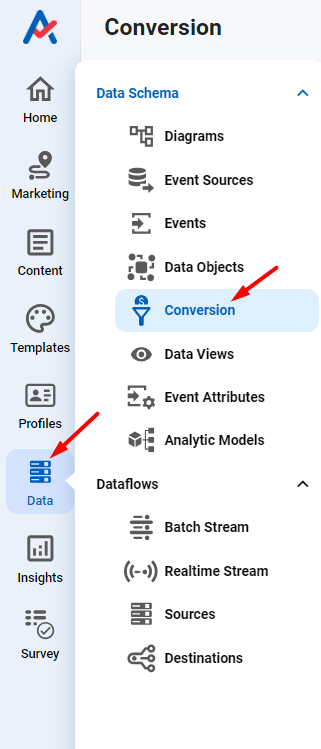 Conversion
Home
Marketing
Content
Templates
Profiles
Data
Insights
Survey
Data Schema
Diagrams
Event Sources
Events
Data Objects
Conversion
Data Views
Event Attributes
Analytic Models
Dataflows
Batch Stream
Realtime Stream
Sources
Destinations